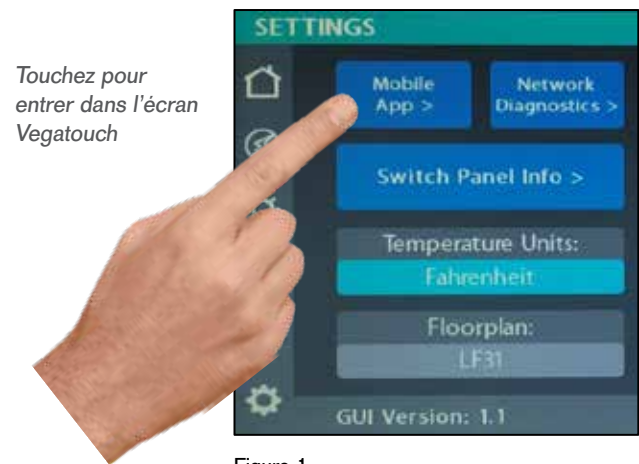 SETTINGS
Touchez pour
entrer dans l'écran
Vegatouch
Mobile
App >
Network
Diagnostics >
Switch Panel Info >
Temperature Units:
Fahrenheit
Floorplan:
LF31
GUI Version: 1.1
Figure 1